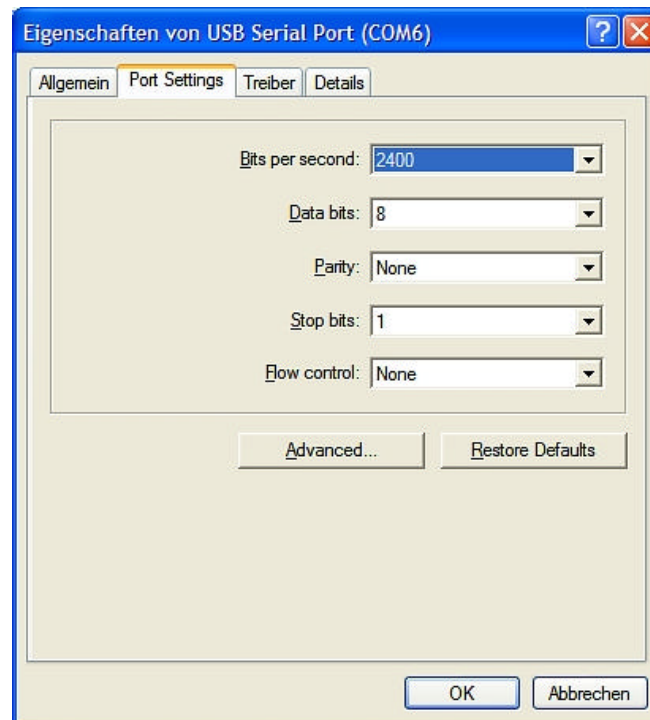 Eigenschaften von USB Serial Port (COM6)
Allgemein Port Settings Treiber Details
Bits per second: 2400
Data bits: 8
Parity: None
Stop bits: 1
Flow control: None
Advanced... Restore Defaults
OK Abbrechen